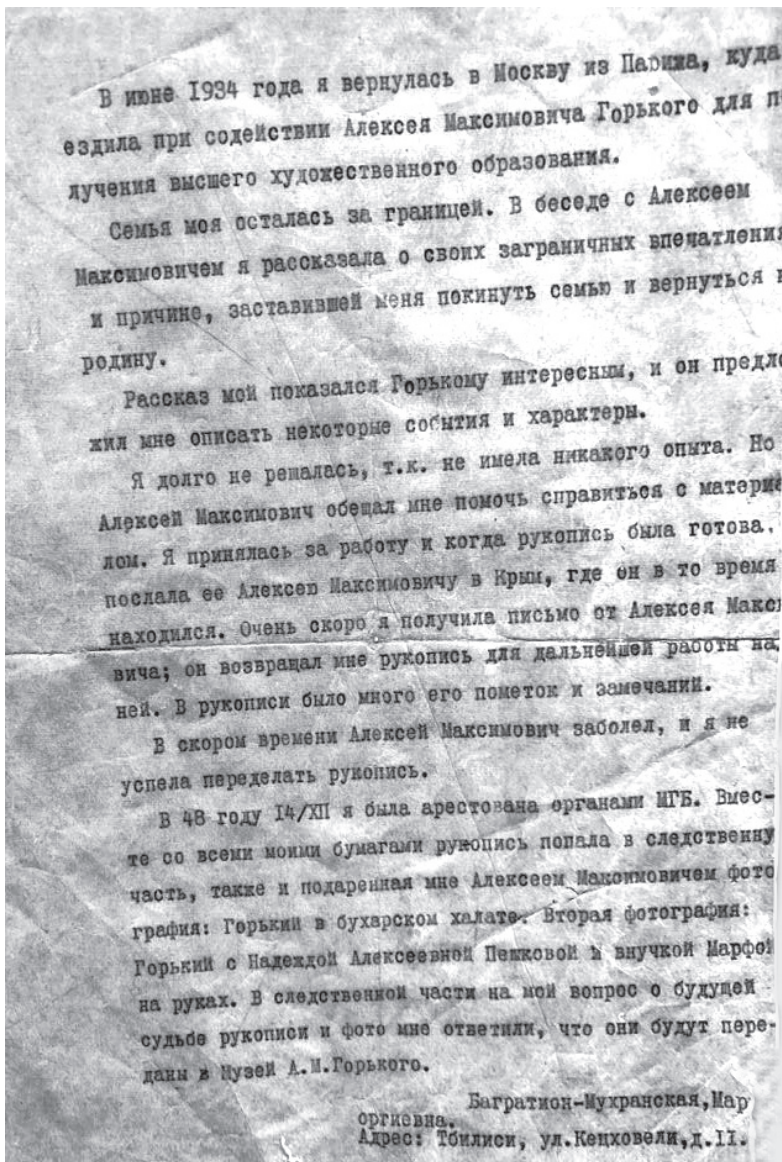 В июне 1934 года я вернулась в Москву из Парижа, куда
ездила при содействии Алексея Максимовича Горького для п
лучения высшего художественного образования.
Семья моя осталась за границей. В беседе с Алексеем
Максимовичем я рассказала о своих заграничных впечатления
и причине, заставившей меня покинуть семью и вернуться н
родину.
Рассказ мой показался Горькому интересным, и он предло
жил мне описать некоторые события и характеры.
Я долго не решалась, т.к. не имела никакого опыта. Но
Алексей Максимович обещал мне помочь справиться с материа
лом. Я принялась за работу и когда рукопись была готова,
послала ее Алексею Максимовичу в Крым, где он в то время
находился. Очень скоро я получила письмо от Алексея Макси
вича; он возвращал мне рукопись для дальнейшей работы на
ней. В рукописи было много его пометок и замечаний.
В скором времени Алексей Максимович заболел, и я не
успела переделать рукопись.
В 48 году 14/XII я была арестована органами МГБ. Вмес-
те со всеми моими бумагами рукопись попала в следственну
часть, также и подаренная мне Алексеем Максимовичем фото
графия: Горький в бухарском халате. Вторая фотография:
Горький с Надеждой Алексеевной Пешковой и внучкой Марфой
на руках. В следственной части на мой вопрос о будущей
судьбе рукописи и фото мне ответили, что они будут пере-
даны в Музей А.М.Горького.
Багратион-Мухранская,Мар
оргиевна.
Адрес: Тбилиси, ул.Кецховели,д.II.